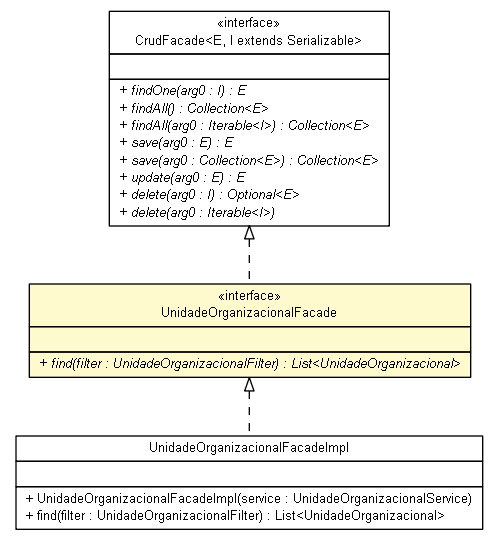 «interface»
CrudFacade<E, I extends Serializable>
+ findOne(arg0 : I) : E
+ findAll() : Collection<E>
+ findAll(arg0 : Iterable<I>) : Collection<E>
+ save(arg0 : E) : E
+ save(arg0 : Collection<E>) : Collection<E>
+ update(arg0 : E) : E
+ delete(arg0 : I) : Optional<E>
+ delete(arg0 : Iterable<I>)
«interface»
UnidadeOrganizacionalFacade
+ find(filter : UnidadeOrganizacionalFilter) : List<UnidadeOrganizacional>
UnidadeOrganizacionalFacadeImpl
+ UnidadeOrganizacionalFacadeImpl(service : UnidadeOrganizacionalService)
+ find(filter : UnidadeOrganizacionalFilter) : List<UnidadeOrganizacional>